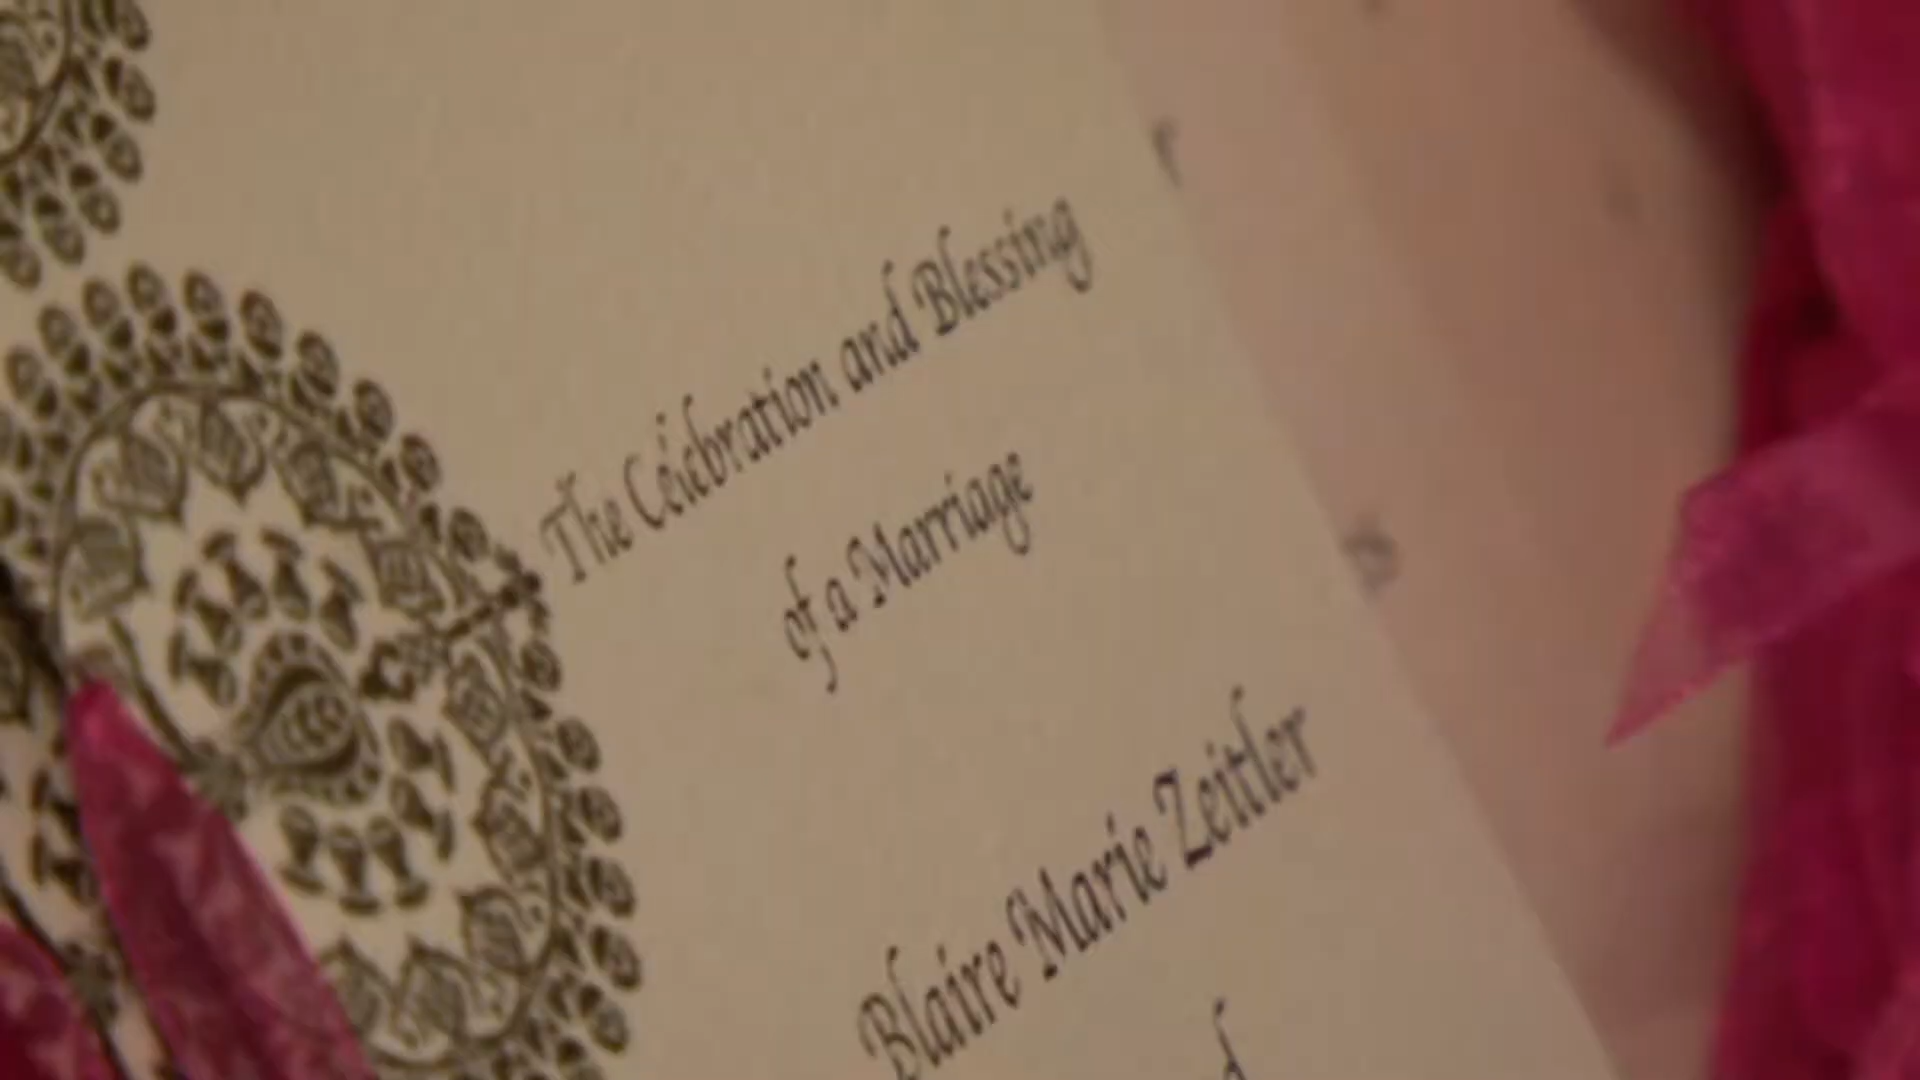 The Celebration and Blessing
of a Marriage
Blaire Marie Zeitler